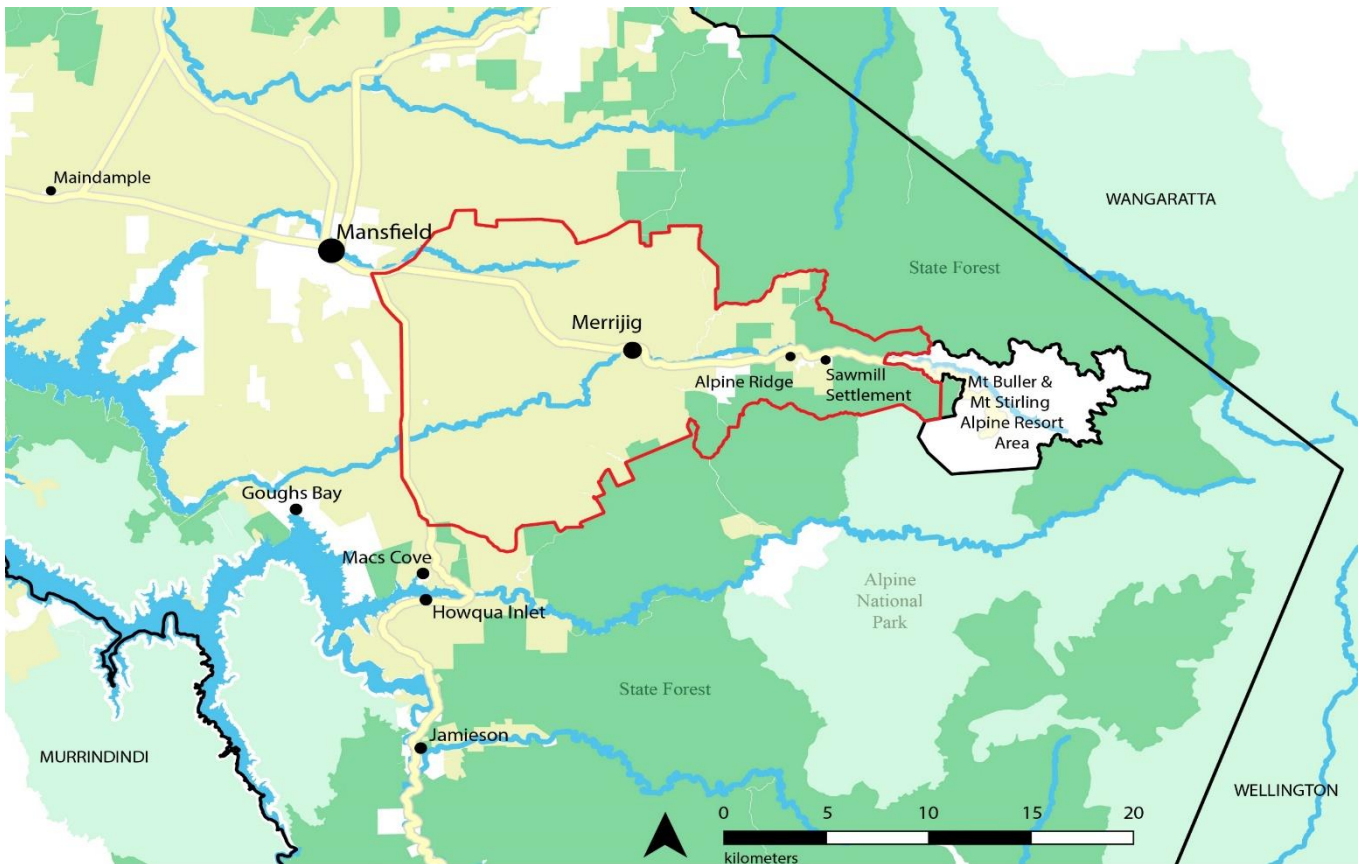 Maindample
WANGARATTA
Mansfield
State Forest
Merrijig
Alpine Ridge
Sawmill
Settlement
Mt Buller &
Mt Stirling
Alpine Resort
Area
Goughs Bay
Macs Cove
Howqua Inlet
Alpine
National
Park
State Forest
Jamieson
MURRINDINDI
WELLINGTON
0 5 10 15 20
kilometers